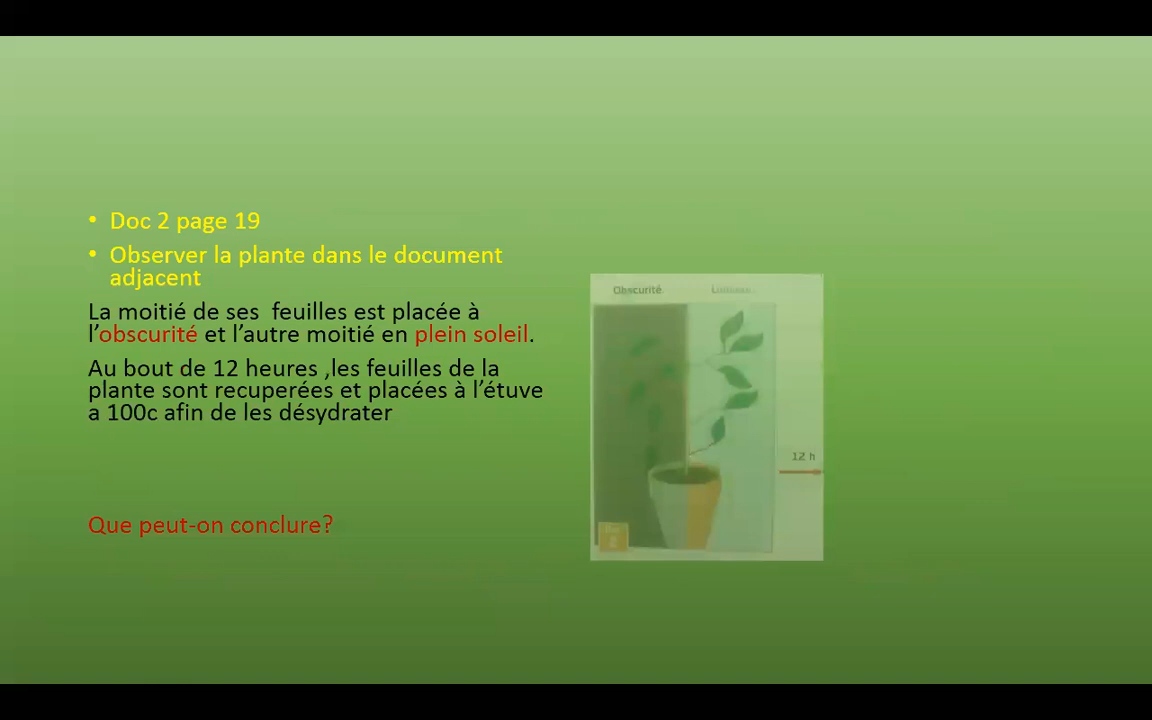 • Doc 2 page 19
• Observer la plante dans le document
adjacent
La moitié de ses  feuilles est placée à
l’obscurité et l’autre moitié en plein soleil.
Au bout de 12 heures ,les feuilles de la
plante sont recuperées et placées à l’étuve
a 100c afin de les désydrater
Que peut-on conclure?
Obscurité
12 h